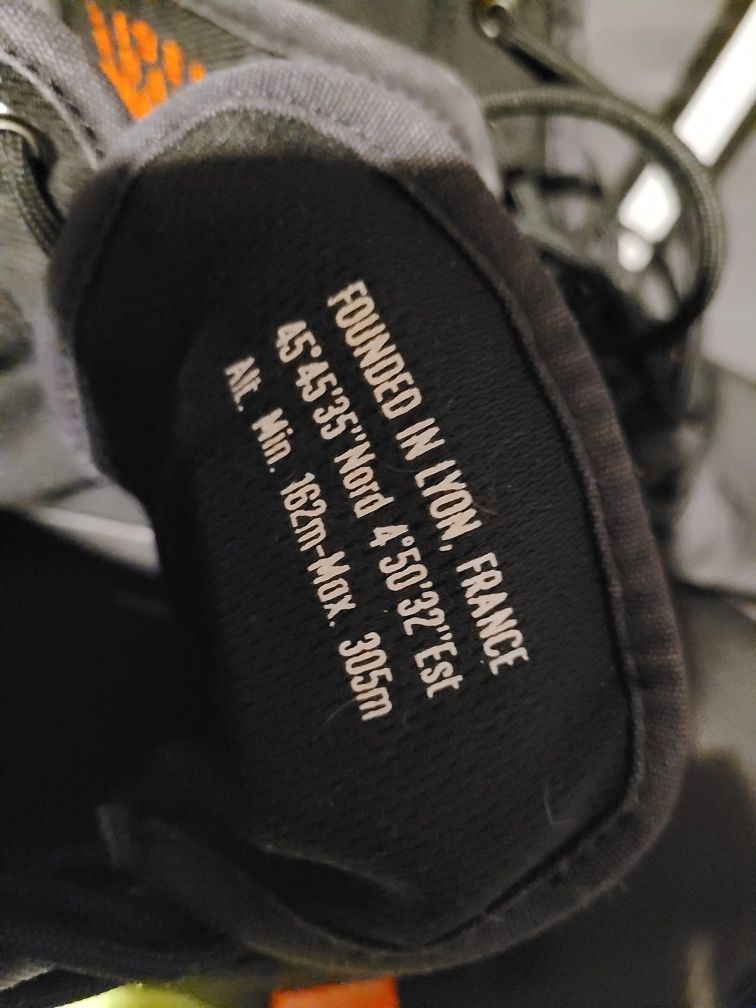 FOUNDED IN LYON, FRANCE
45°45'35"Nord 4°50'32"Est
Alt. Min. 162m-Max. 305m